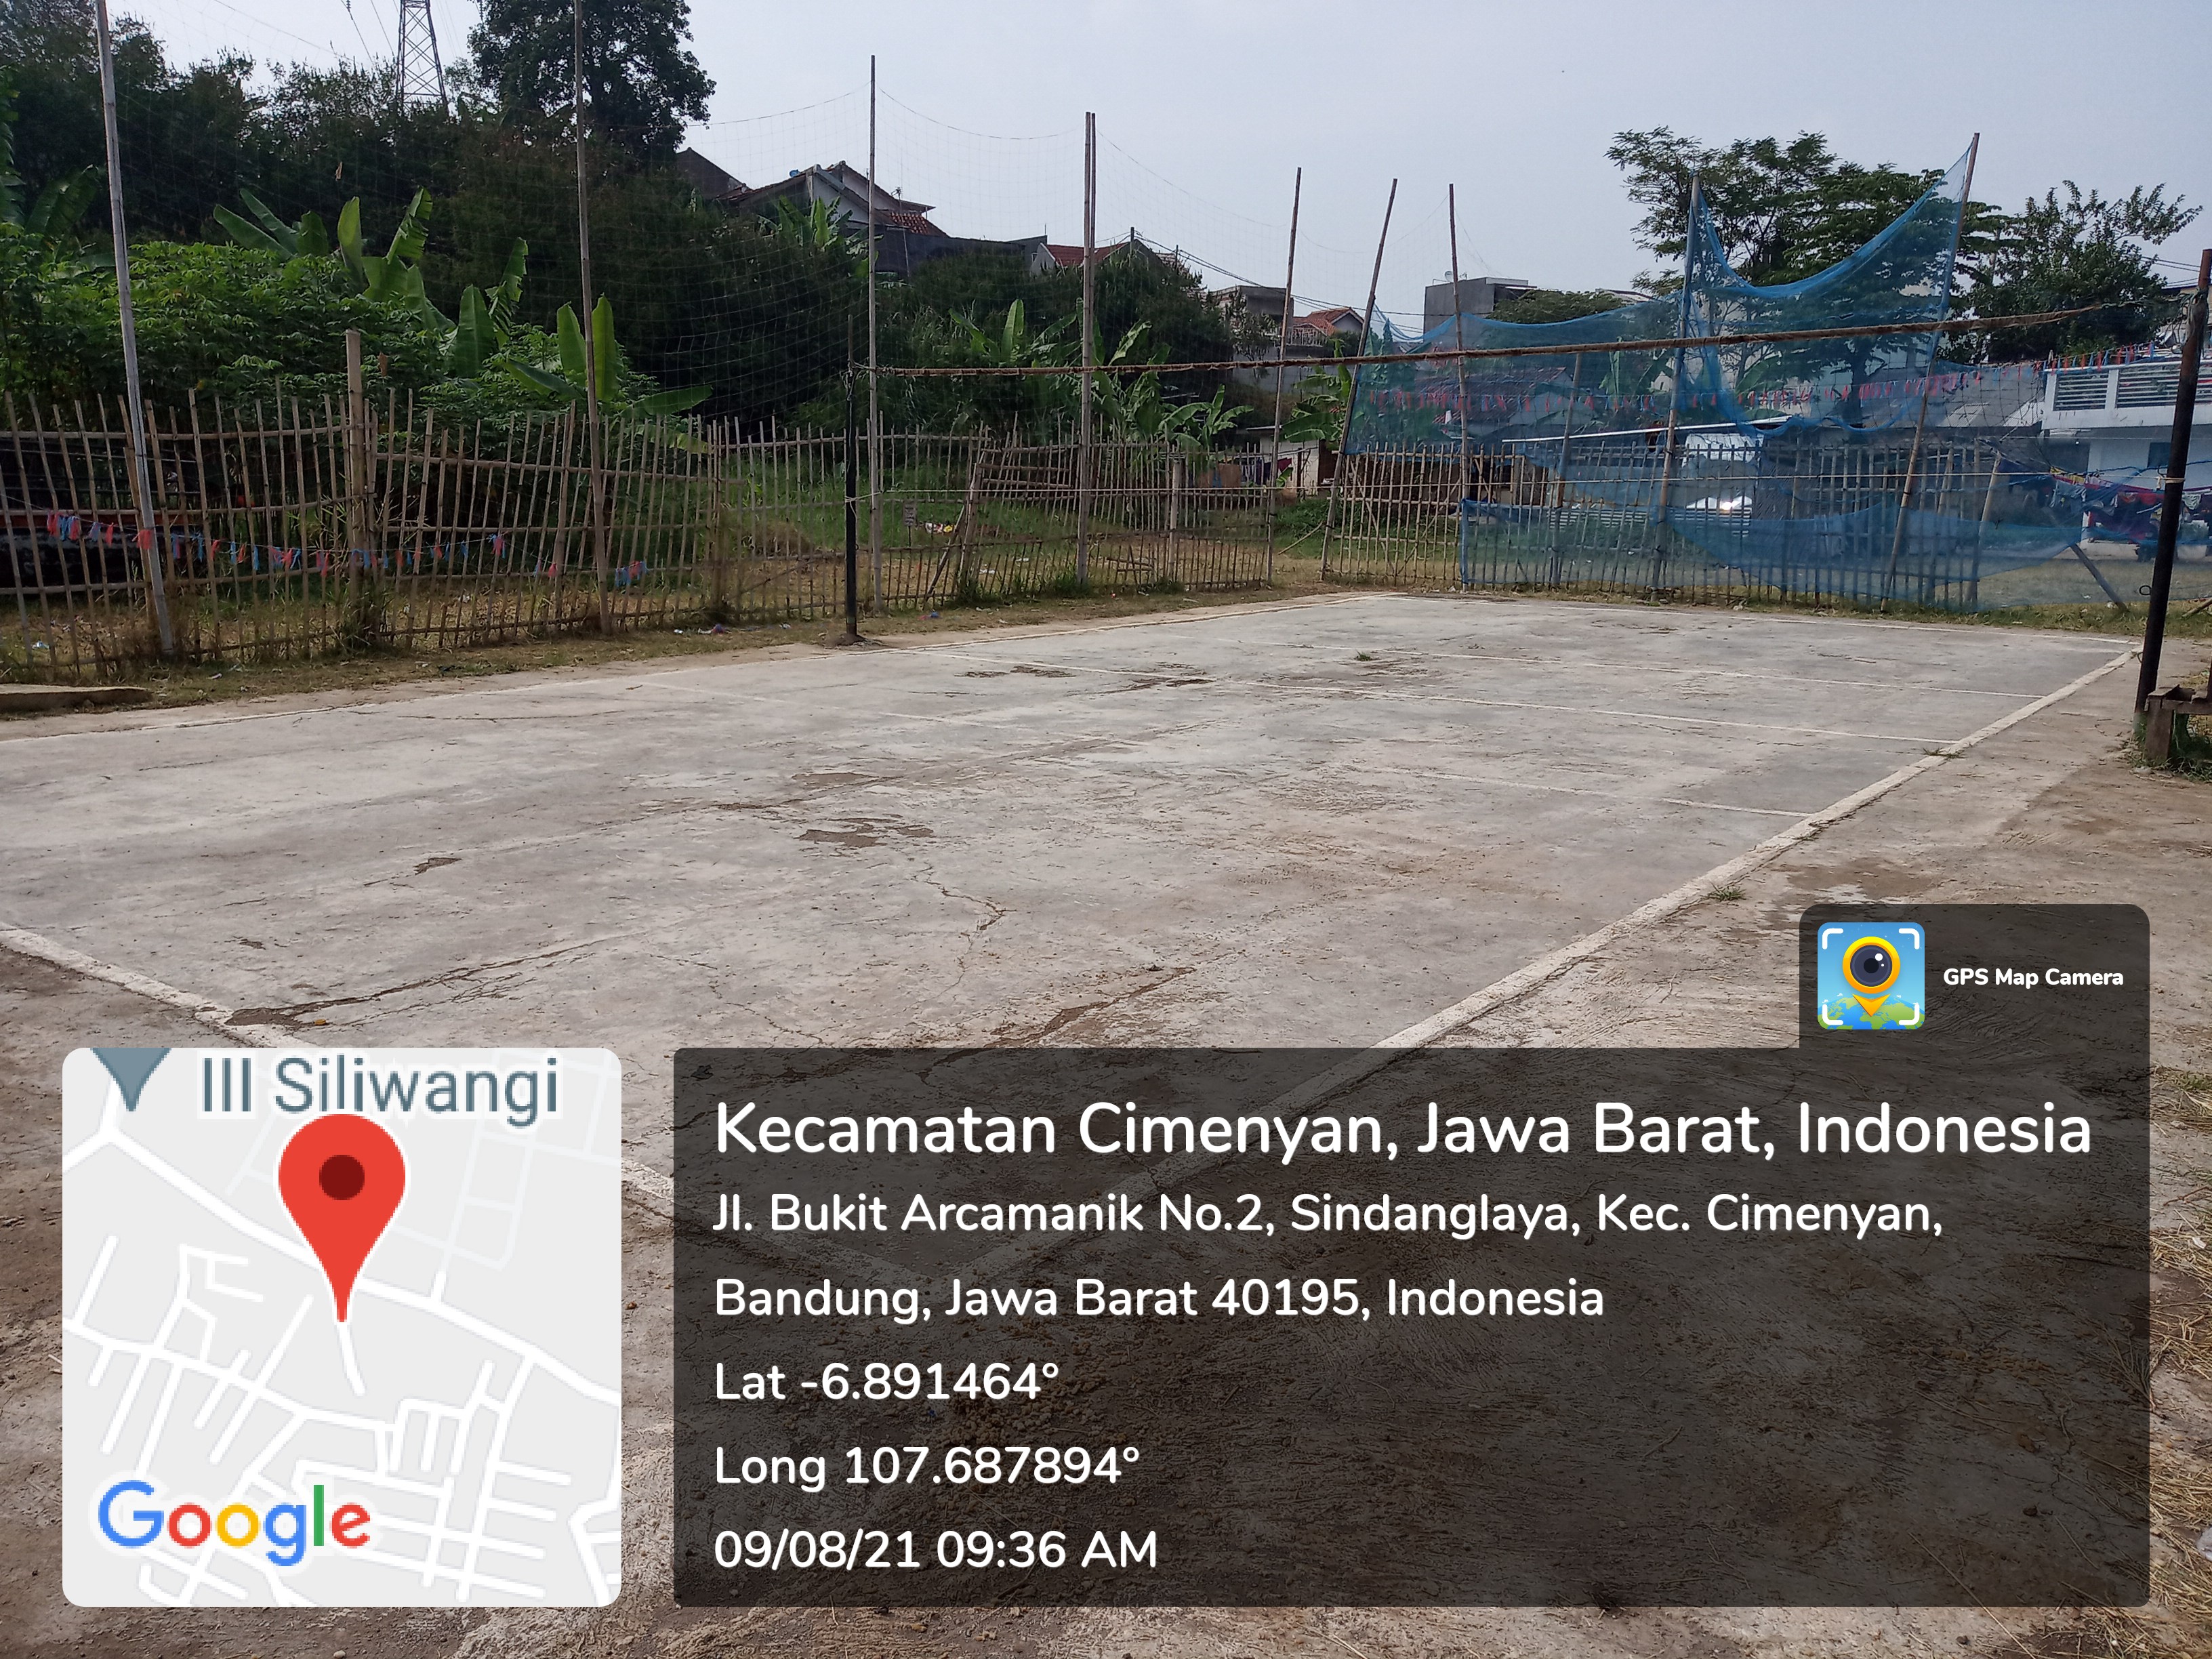 GPS Map Camera
III Siliwangi
Google
Kecamatan Cimenyan, Jawa Barat, Indonesia
Jl. Bukit Arcamanik No.2, Sindanglaya, Kec. Cimenyan,
Bandung, Jawa Barat 40195, Indonesia
Lat -6.891464°
Long 107.687894°
09/08/21 09:36 AM